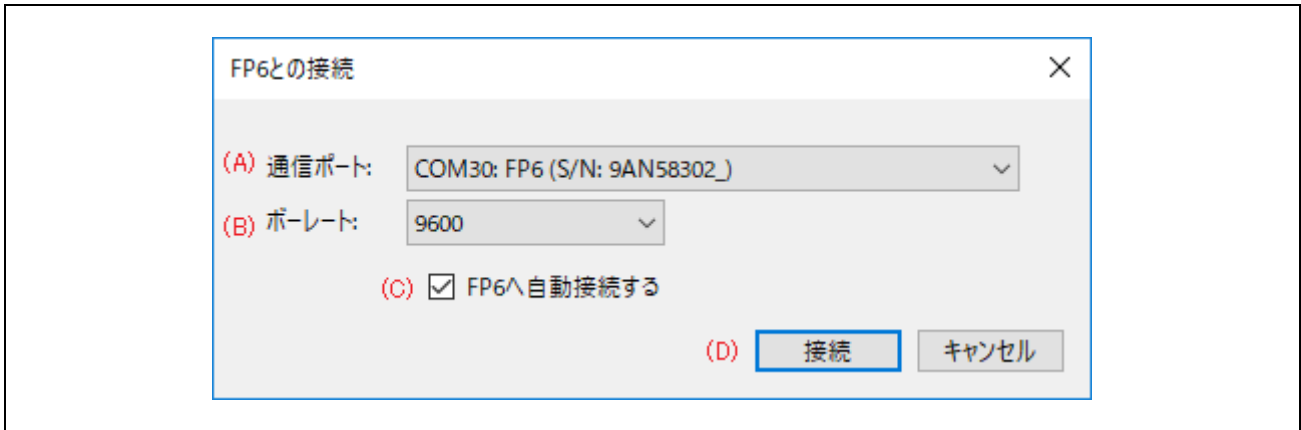 FP6との接続
(A) 通信ポート: COM30: FP6 (S/N: 9AN58302_)
(B) ボーレート: 9600
(C) FP6へ自動接続する
(D) 接続 キャンセル